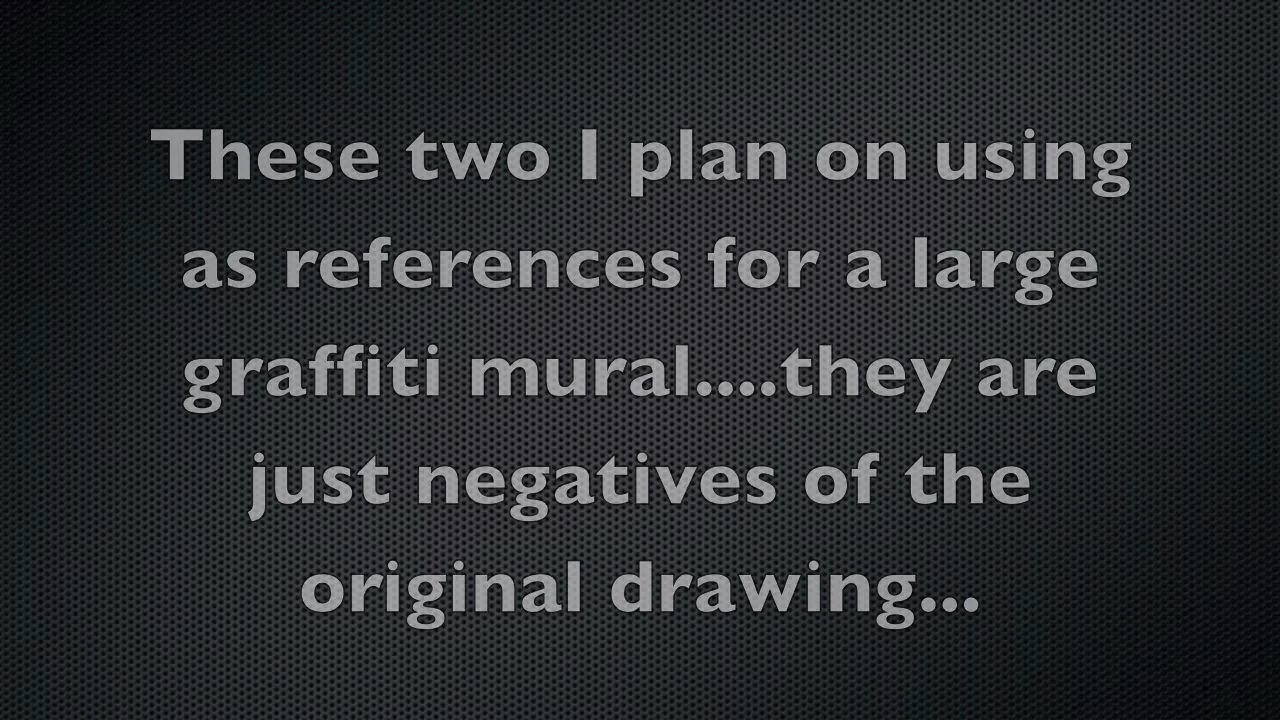 These two I plan on using
as references for a large
graffiti mural....they are
just negatives of the
original drawing...